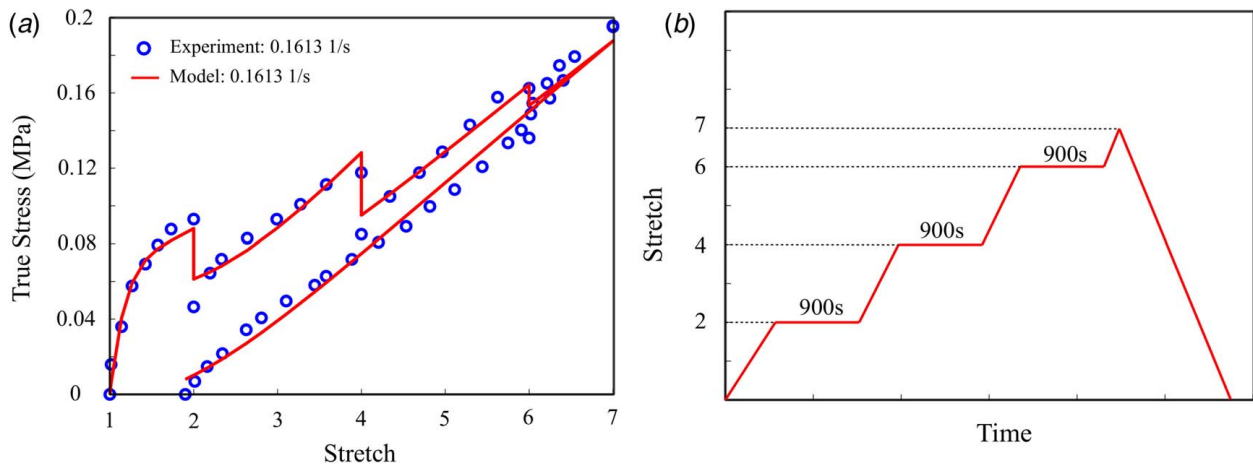 (a)
0.2
0.16
0.12
0.08
0.04
0
True Stress (MPa)
Experiment: 0.1613 1/s
Model: 0.1613 1/s
1 2 3 4 5 6 7
Stretch
(b)
7
6
4
2
Stretch
900s
900s
900s
Time